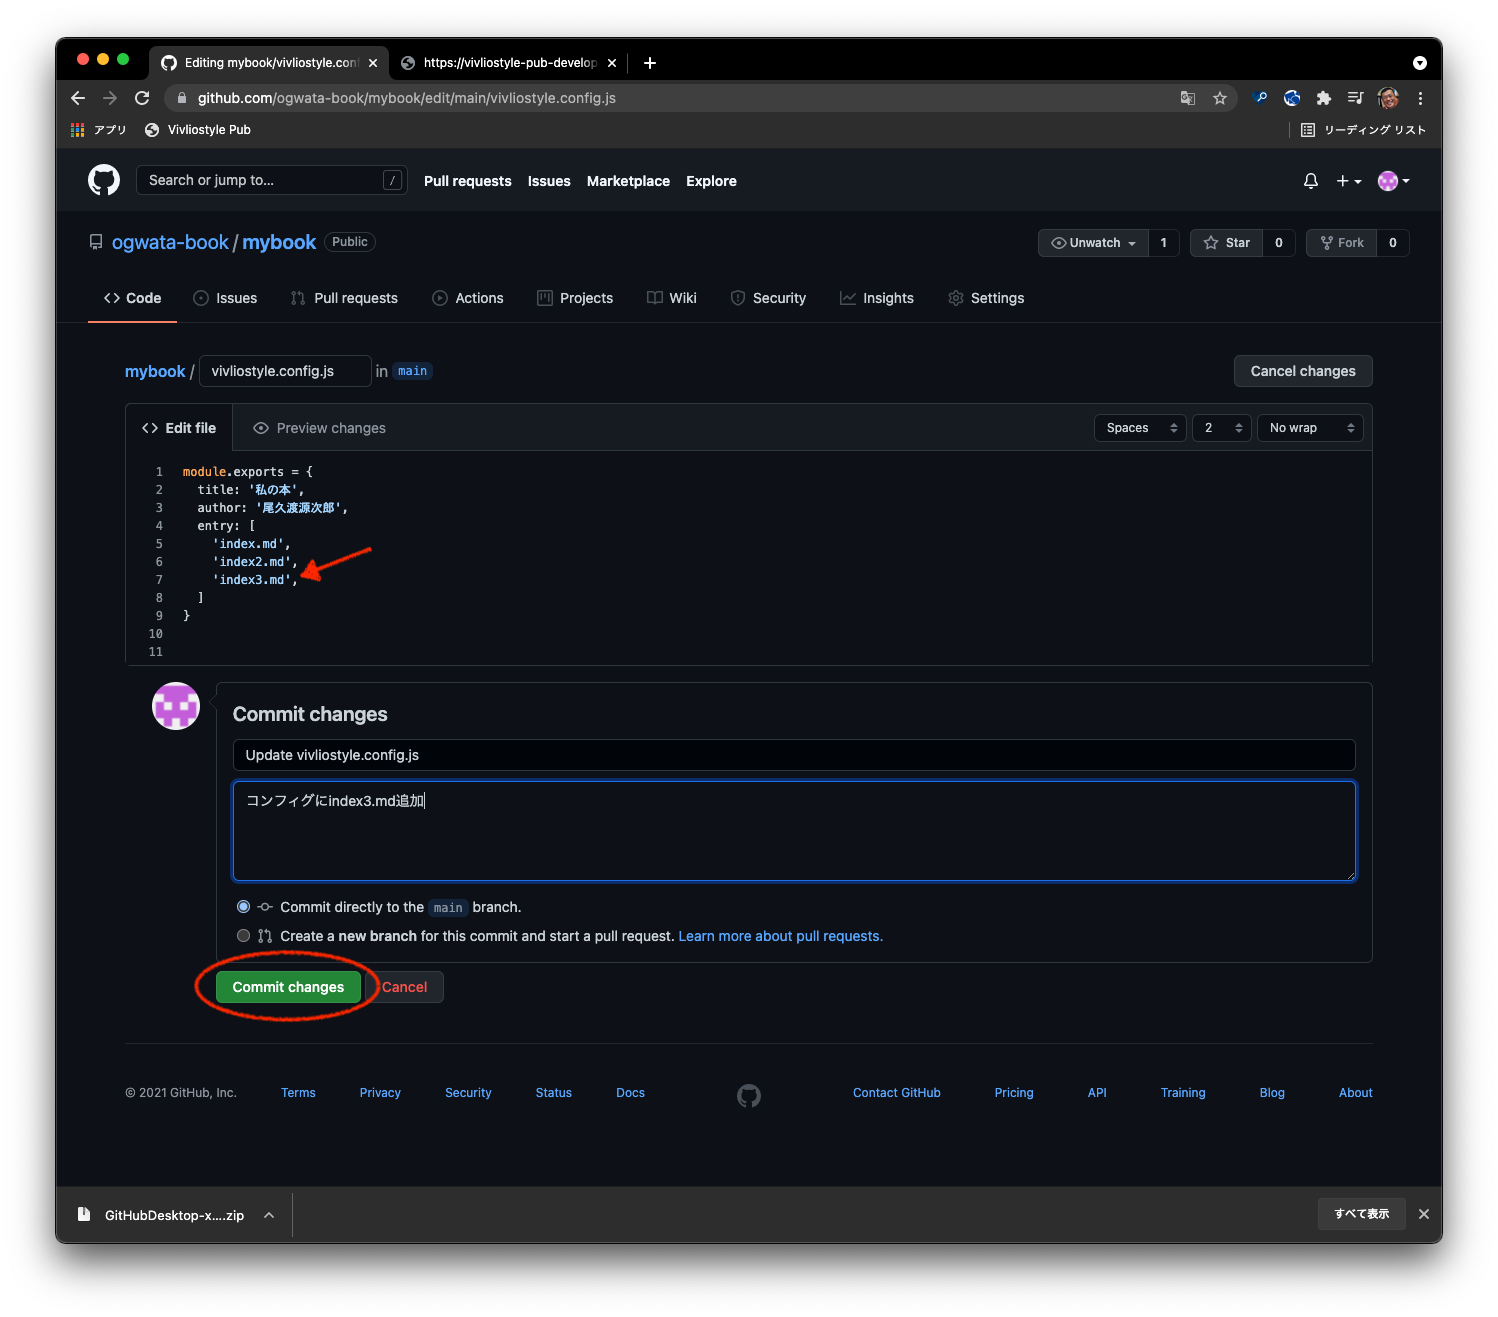 Editing mybook/vivliostyle.con
https://vivliostyle-pub-develop
github.com/ogwata-book/mybook/edit/main/vivliostyle.config.js
アプリ
Vivliostyle Pub
リーディング リスト
Search or jump to...
/
Pull requests
Issues
Marketplace
Explore
ogwata-book / mybook
Public
Unwatch
1
Star
0
Fork
0
Code
Issues
Pull requests
Actions
Projects
Wiki
Security
Insights
Settings
mybook / vivliostyle.config.js in main
Cancel changes
Edit file
Preview changes
Spaces
2
No wrap
1 module.exports = {
2 title: '私の本',
3 author: '尾久渡源次郎',
4 entry: [
5 'index.md',
6 'index2.md',
7 'index3.md',
8 ]
9 }
10
11
Commit changes
Update vivliostyle.config.js
コンフィグにindex3.md追加
Commit directly to the main branch.
Create a new branch for this commit and start a pull request. Learn more about pull requests.
Commit changes
Cancel
© 2021 GitHub, Inc.
Terms
Privacy
Security
Status
Docs
Contact GitHub
Pricing
API
Training
Blog
About
GitHubDesktop-x....zip
すべて表示